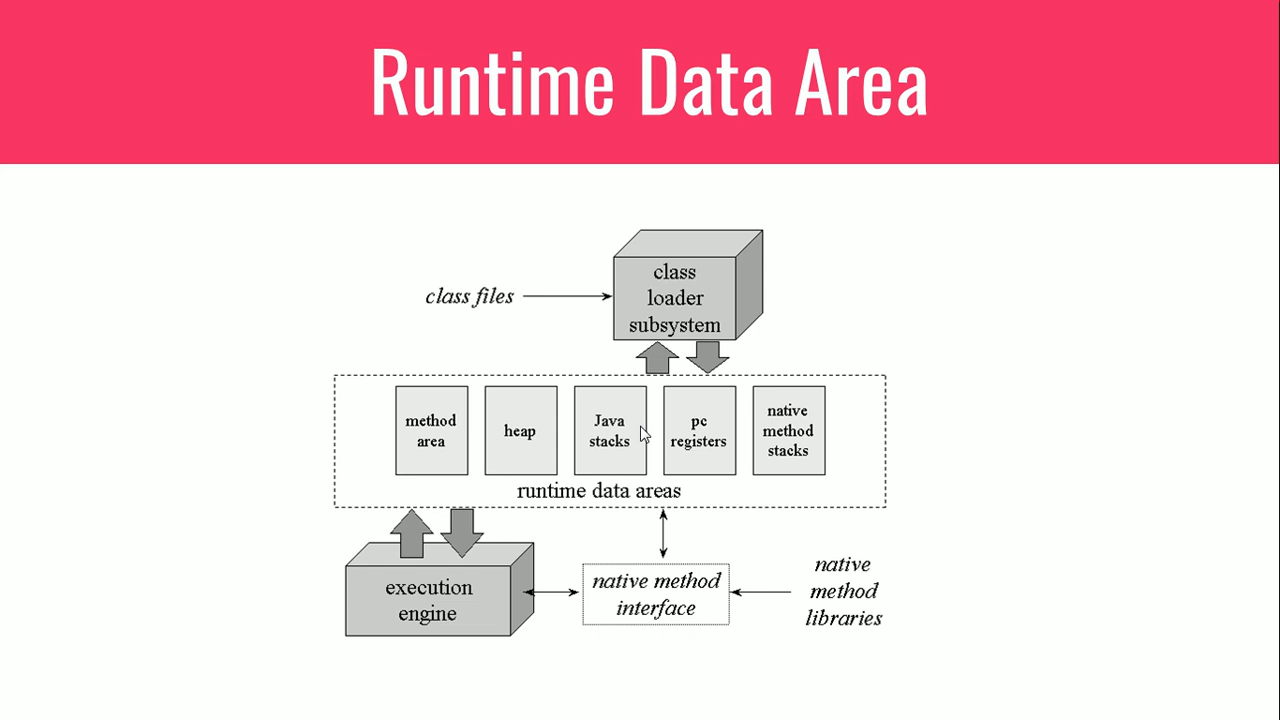 Runtime Data Area
class files
class
loader
subsystem
method
area
heap
Java
stacks
pc
registers
native
method
stacks
runtime data areas
execution
engine
native method
interface
native
method
libraries